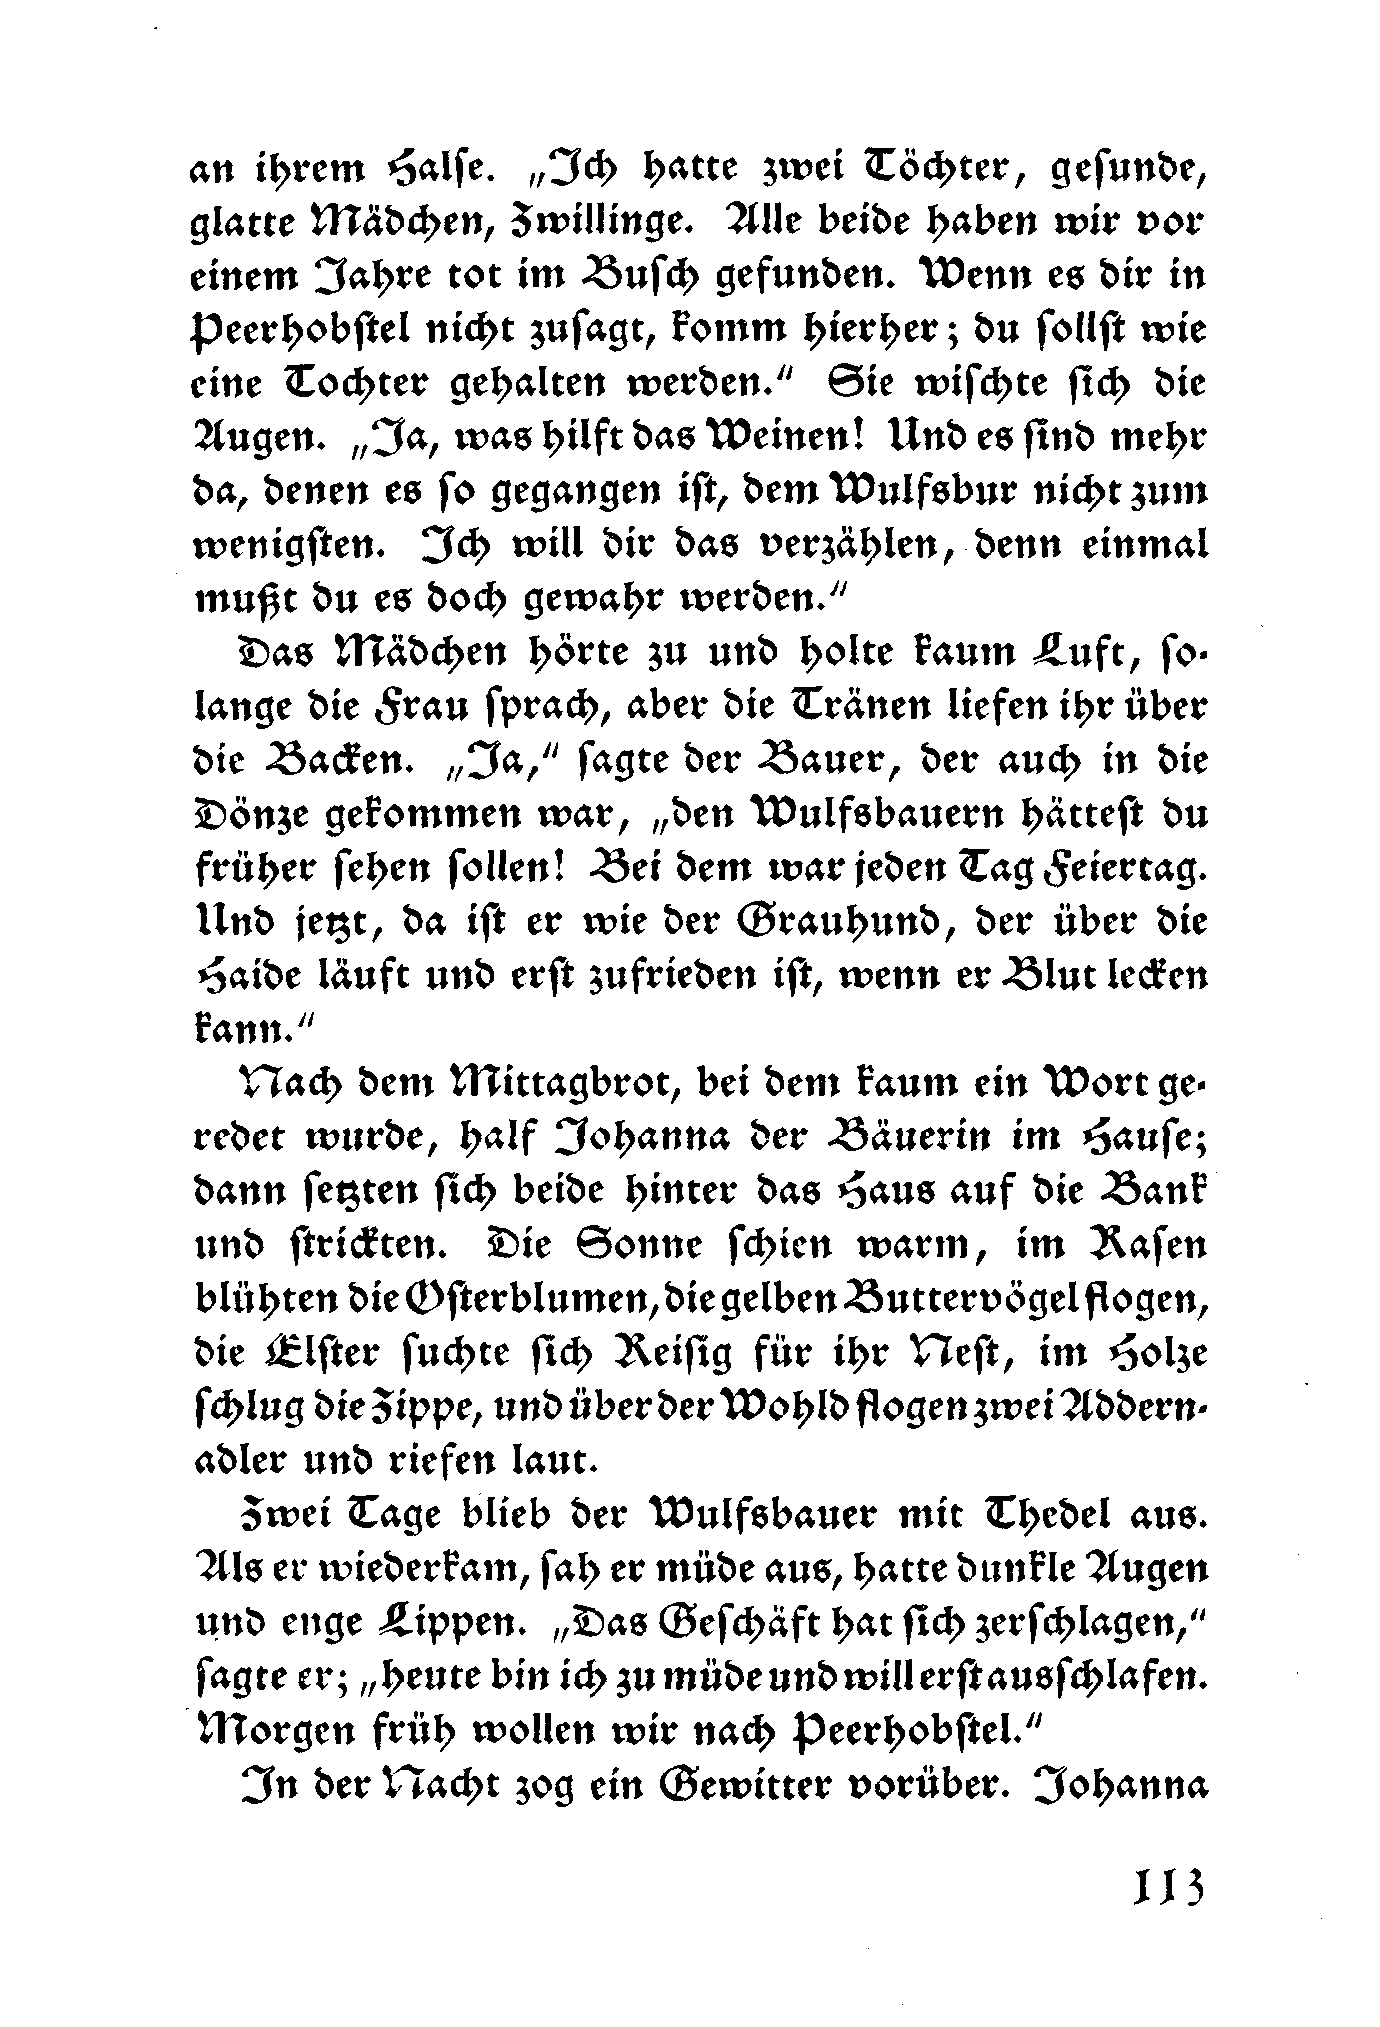 an ihrem Halse. „Ich hatte zwei Töchter, gesunde,
glatte Mädchen, Zwillinge. Alle beide haben wir vor
einem Jahre tot im Busch gefunden. Wenn es dir in
Peerhobstel nicht zusagt, komm hierher; du sollst wie
eine Tochter gehalten werden.“ Sie wischte sich die
Augen. „Ja, was hilft das Weinen! Und es sind mehr
da, denen es so gegangen ist, dem Wulfsbur nicht zum
wenigsten. Ich will dir das verzählen, denn einmal
mußt du es doch gewahr werden.“
Das Mädchen hörte zu und holte kaum Luft, so-
lange die Frau sprach, aber die Tränen liefen ihr über
die Backen. „Ja,“ sagte der Bauer, der auch in die
Dönze gekommen war, „den Wulfsbauern hättest du
früher sehen sollen! Bei dem war jeden Tag Feiertag.
Und jetzt, da ist er wie der Grauhund, der über die
Haide läuft und erst zufrieden ist, wenn er Blut lecken
kann.“
Nach dem Mittagbrot, bei dem kaum ein Wort ge-
redet wurde, half Johanna der Bäuerin im Hause;
dann setzten sich beide hinter das Haus auf die Bank
und strickten. Die Sonne schien warm, im Rasen
blühten die Osterblumen, die gelben Buttervögel flogen,
die Elster suchte sich Reisig für ihr Nest, im Holze
schlug die Zippe, und über der Wohld flogen zwei Addern-
adler und riefen laut.
Zwei Tage blieb der Wulfsbauer mit Thedel aus.
Als er wiederkam, sah er müde aus, hatte dunkle Augen
und enge Lippen. „Das Geschäft hat sich zerschlagen,“
sagte er; „heute bin ich zu müde und will erst ausschlafen.
Morgen früh wollen wir nach Peerhobstel.“
In der Nacht zog ein Gewitter vorüber. Johanna
113